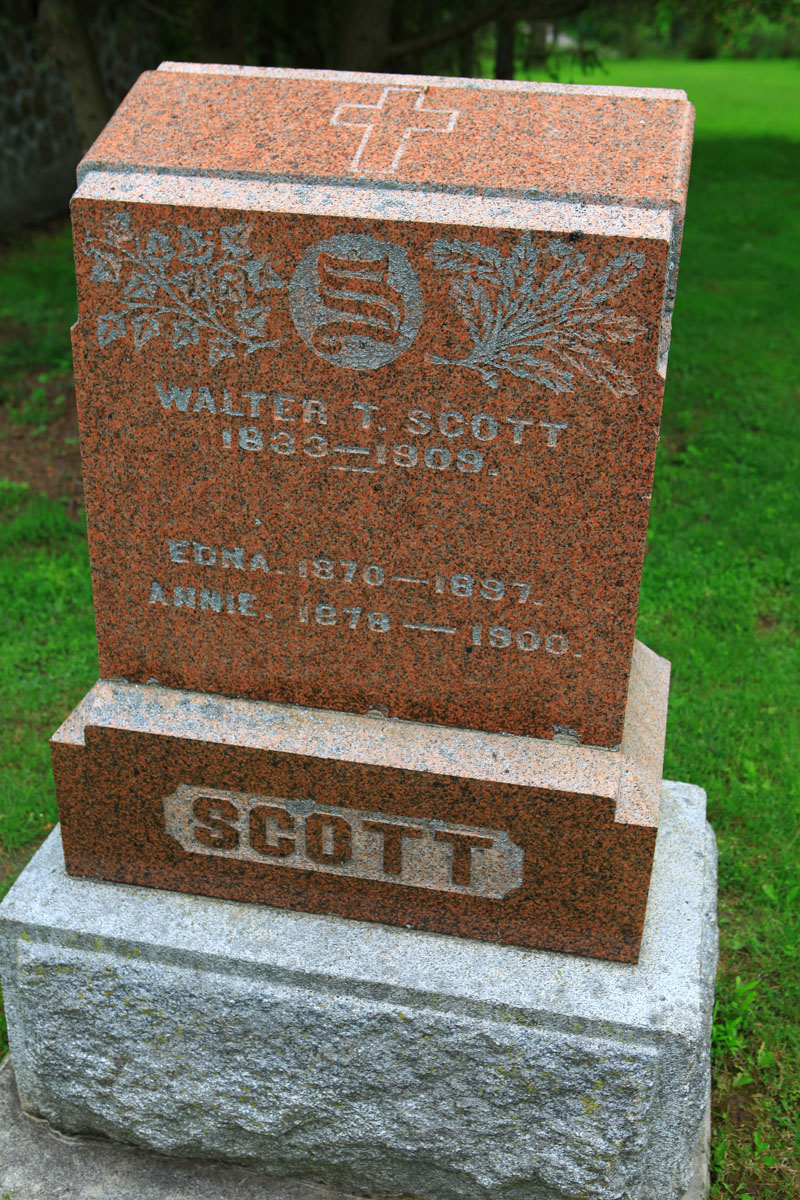 S
WALTER T. SCOTT
1833—1909.
EDNA. 1870—1897.
ANNIE. 1878—1900.
SCOTT